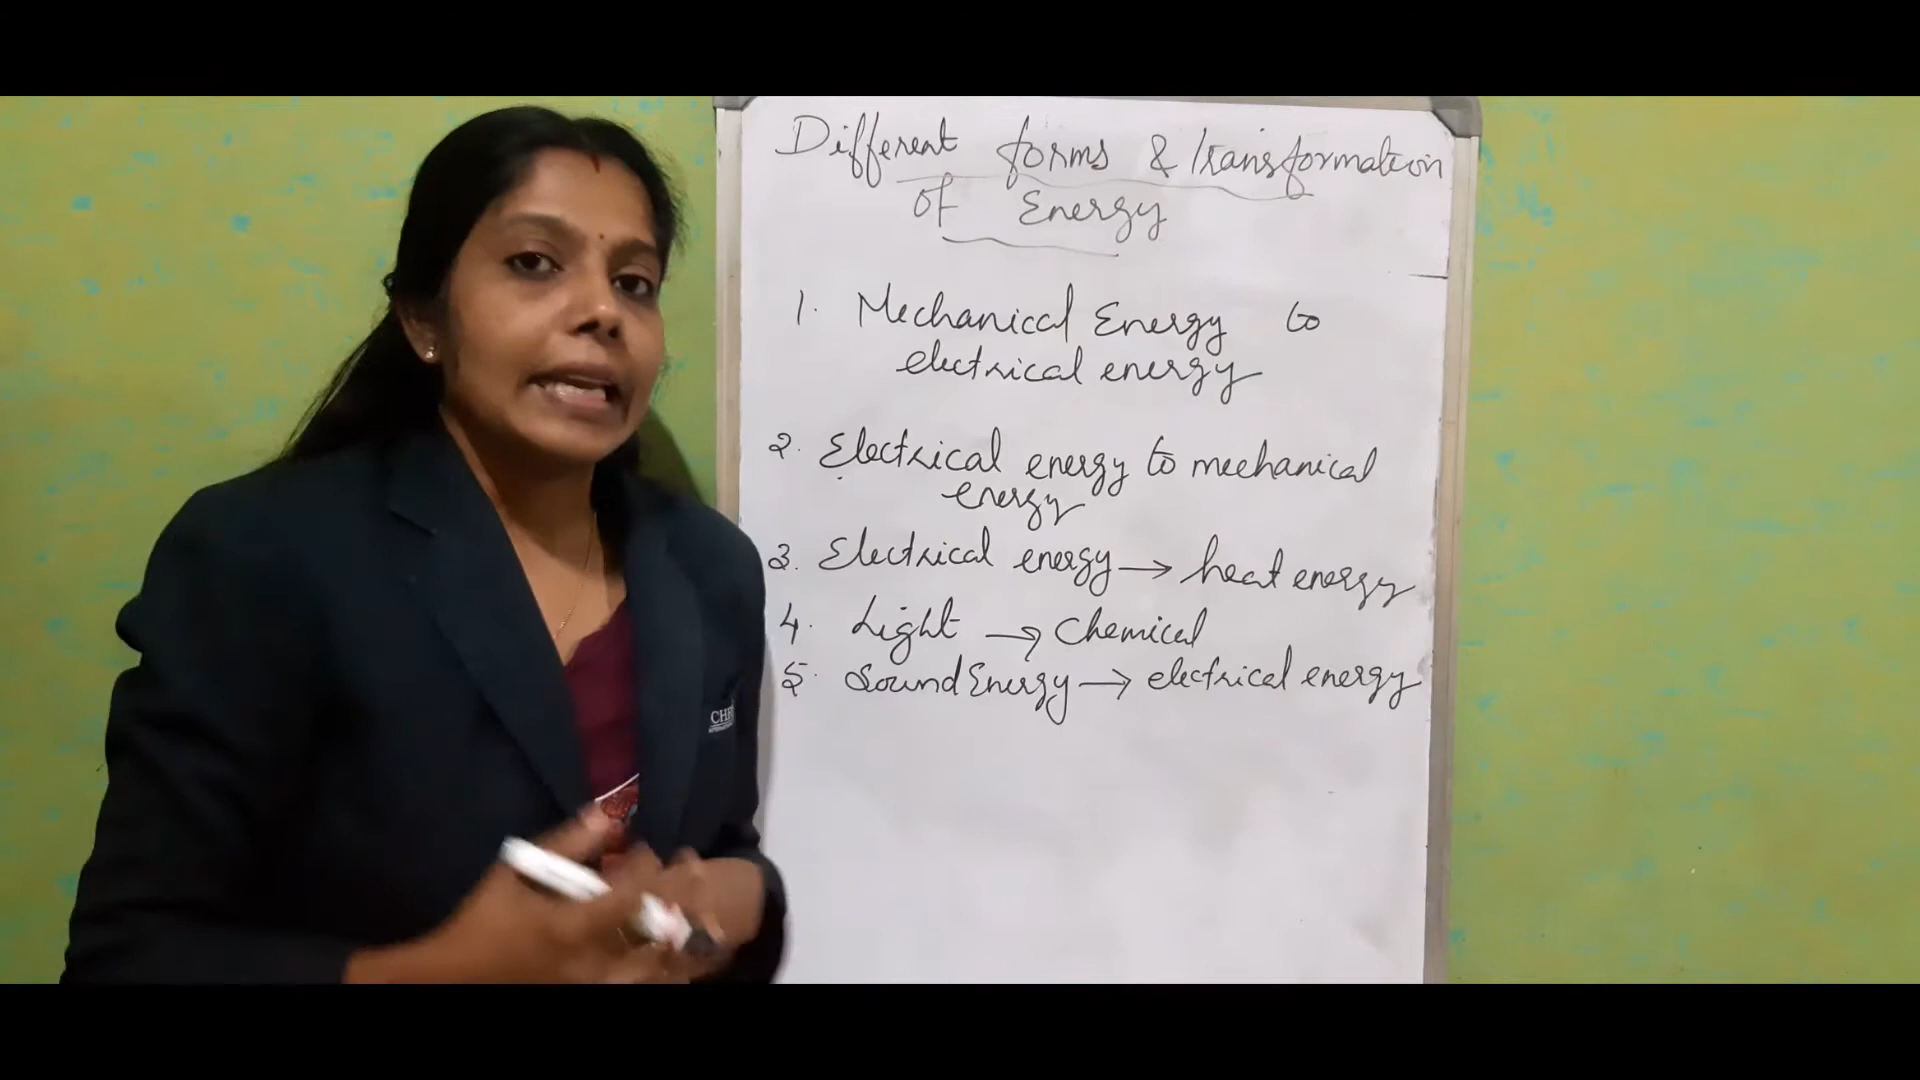 Different forms & transformation
of Energy
1. Mechanical Energy to
electrical energy
2. Electrical energy to mechanical
energy
3. Electrical energy → heat energy
4. Light → Chemical
5. Sound Energy → electrical energy